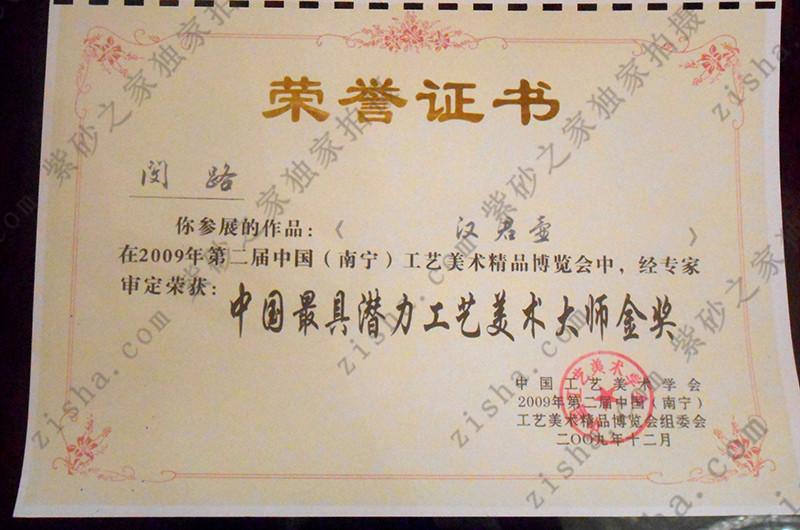 荣誉证书
闵路
你参展的作品：《汉君壶》
在2009年第二届中国（南宁）工艺美术精品博览会中，经专家
审定荣获：中国最具潜力工艺美术大师金奖
中国工艺美术学会
2009年第二届中国（南宁）
工艺美术精品博览会组委会
二〇〇九年十二月
紫砂之家独家拍摄
zisha.com